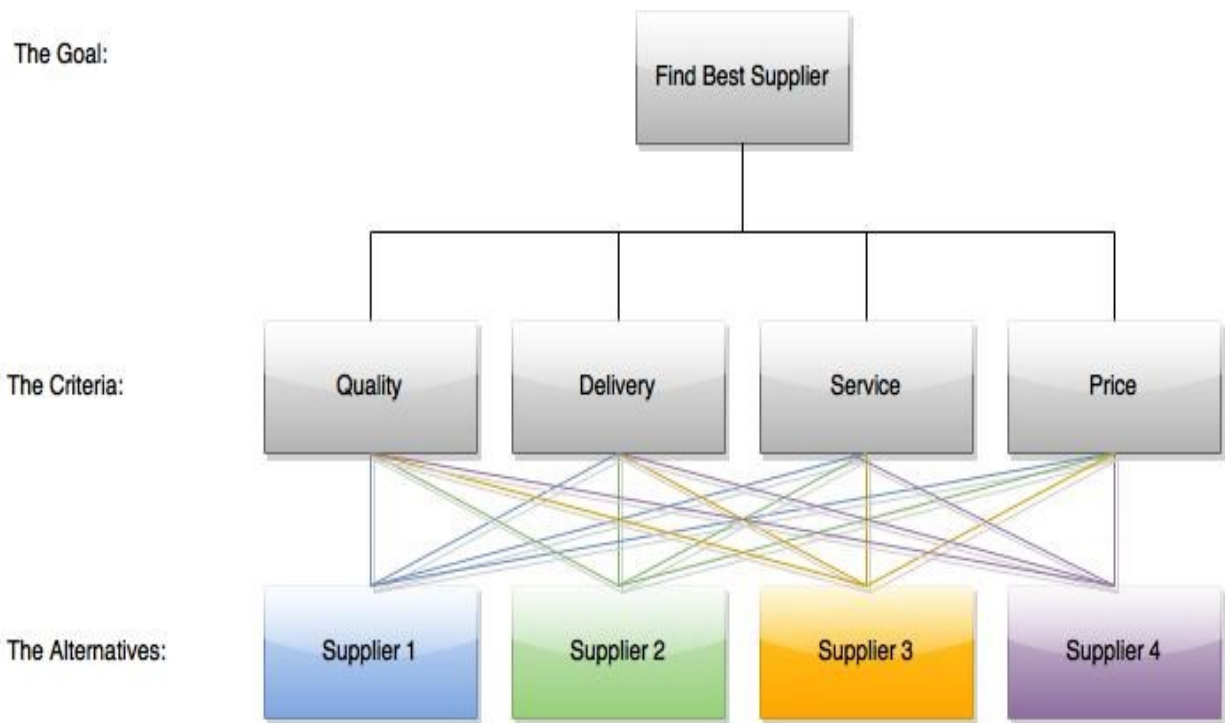 The Goal:
Find Best Supplier
The Criteria:
Quality
Delivery
Service
Price
The Alternatives:
Supplier 1
Supplier 2
Supplier 3
Supplier 4